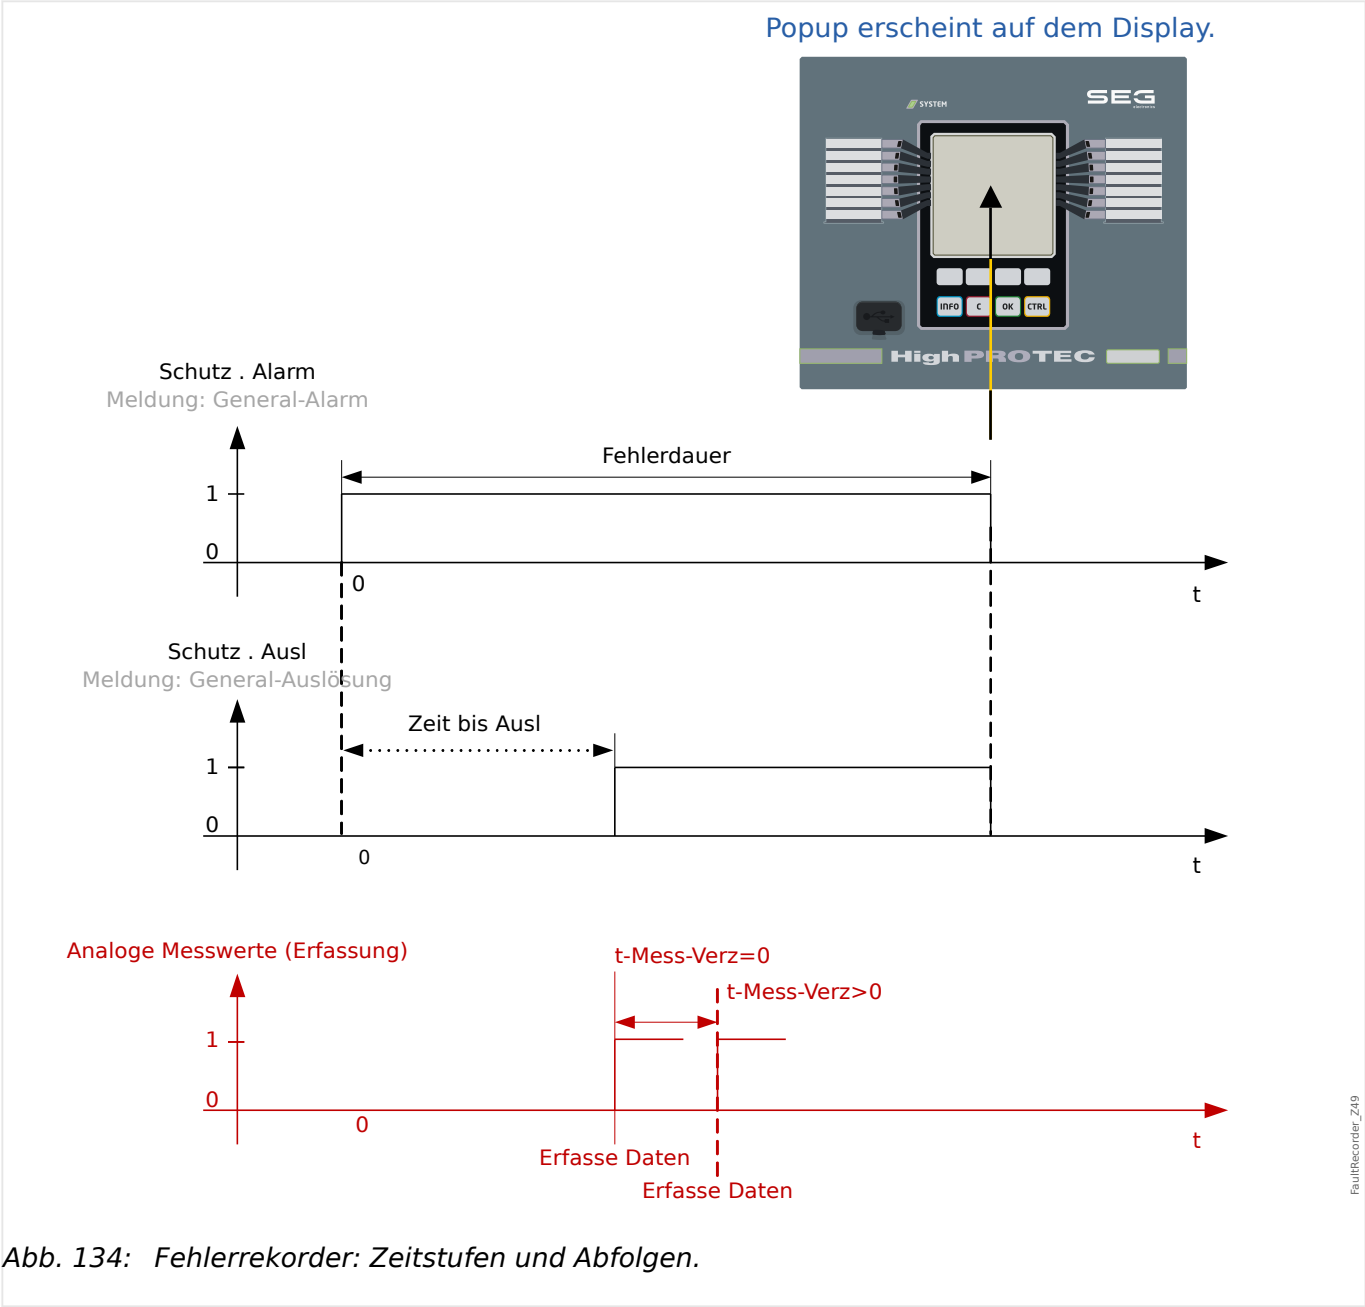 Popup erscheint auf dem Display.
SYSTEM
SEG
electronics
INFO
C
OK
CTRL
HighPROTEC
Schutz . Alarm
Meldung: General-Alarm
Fehlerdauer
1
0
0
t
Schutz . Ausl
Meldung: General-Auslösung
Zeit bis Ausl
1
0
0
t
Analoge Messwerte (Erfassung)
t-Mess-Verz=0
t-Mess-Verz>0
1
0
0
t
Erfasse Daten
Erfasse Daten
FaultRecorder_Z49
Abb. 134: Fehlerrekorder: Zeitstufen und Abfolgen.